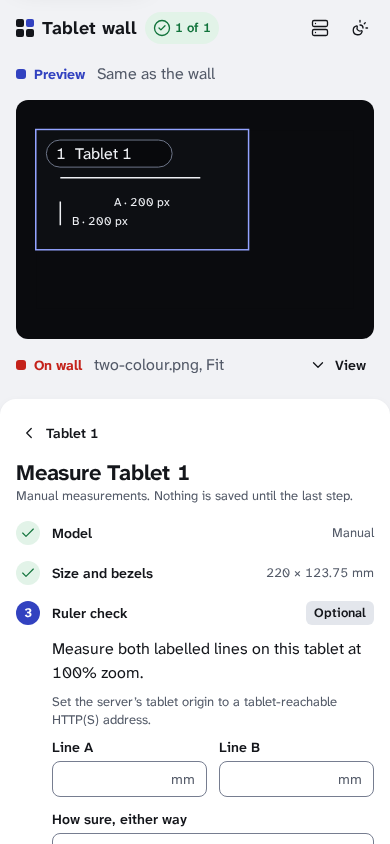 Tablet wall
1 of 1
Preview Same as the wall
1 Tablet 1
A · 200 px
B · 200 px
On wall two-colour.png, Fit
View
Tablet 1
Measure Tablet 1
Manual measurements. Nothing is saved until the last step.
Model Manual
Size and bezels 220 × 123.75 mm
3 Ruler check Optional
Measure both labelled lines on this tablet at
100% zoom.
Set the server's tablet origin to a tablet-reachable
HTTP(S) address.
Line A Line B
mm mm
How sure, either way